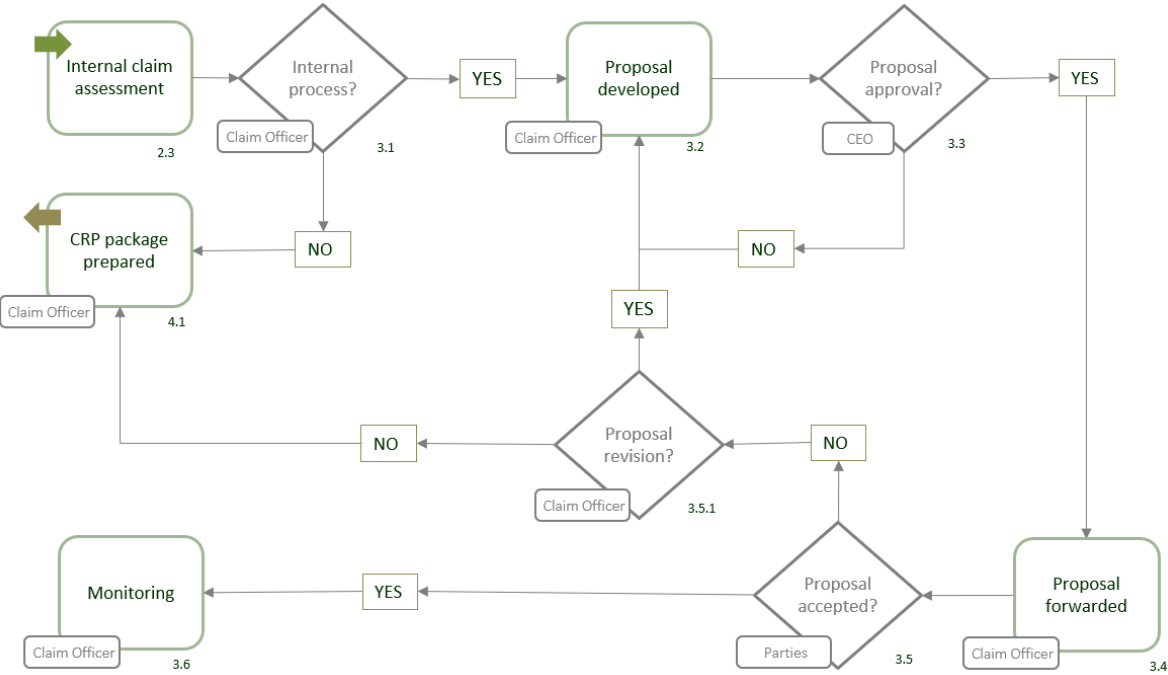 Internal claim
assessment
2.3
Internal
process?
Claim Officer
3.1
YES
Proposal
developed
Claim Officer
3.2
Proposal
approval?
CEO
3.3
YES
CRP package
prepared
Claim Officer
4.1
NO
NO
YES
Proposal
revision?
Claim Officer
3.5.1
NO
NO
Monitoring
Claim Officer
3.6
YES
Proposal
accepted?
Parties
3.5
Proposal
forwarded
Claim Officer
3.4